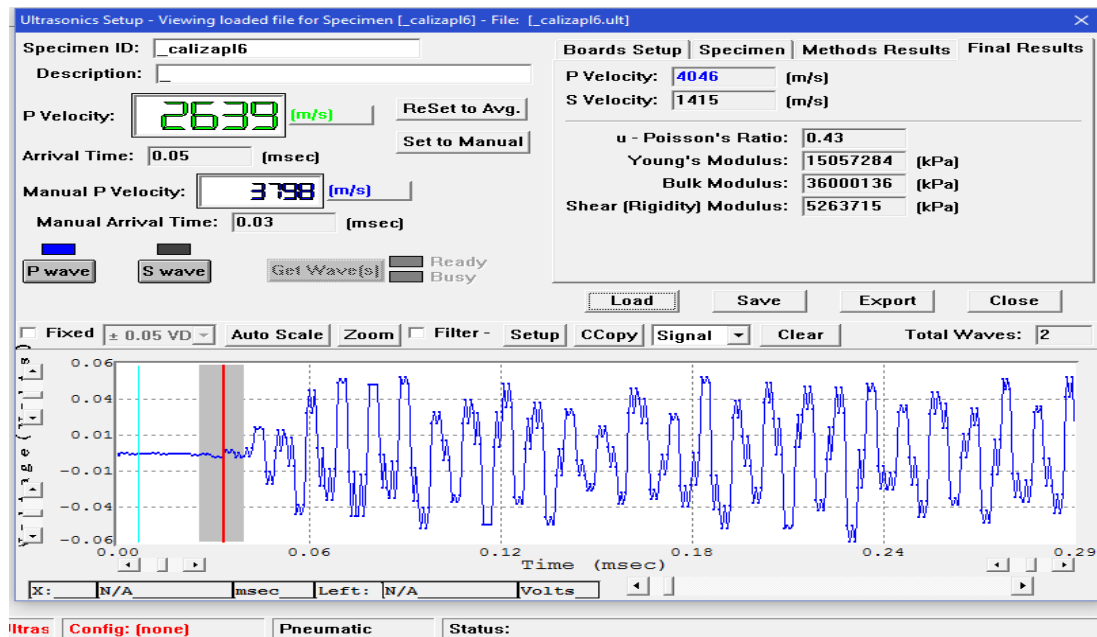 Ultrasonics Setup - Viewing loaded file for Specimen [_calizapl6] - File: [_calizapl6.ult]
Specimen ID: _calizapl6
Description: _
P Velocity: 2639 (m/s)
ReSet to Avg.
Set to Manual
Arrival Time: 0.05 (msec)
Manual P Velocity: 3798 (m/s)
Manual Arrival Time: 0.03 (msec)
P wave S wave Get Wave(s) Ready
Busy
Boards Setup Specimen Methods Results Final Results
P Velocity: 4046 (m/s)
S Velocity: 1415 (m/s)
u - Poisson's Ratio: 0.43
Young's Modulus: 15057284 (kPa)
Bulk Modulus: 36000136 (kPa)
Shear (Rigidity) Modulus: 5263715 (kPa)
Load Save Export Close
Fixed ± 0.05 VD Auto Scale Zoom Filter - Setup CCopy Signal Clear Total Waves: 2
0.06
0.04
0.01
-0.01
-0.04
-0.06
0.00 0.06 0.12 0.18 0.24 0.29
Time (msec)
X: N/A msec Left: N/A Volts
Ultras Config: (none) Pneumatic Status: